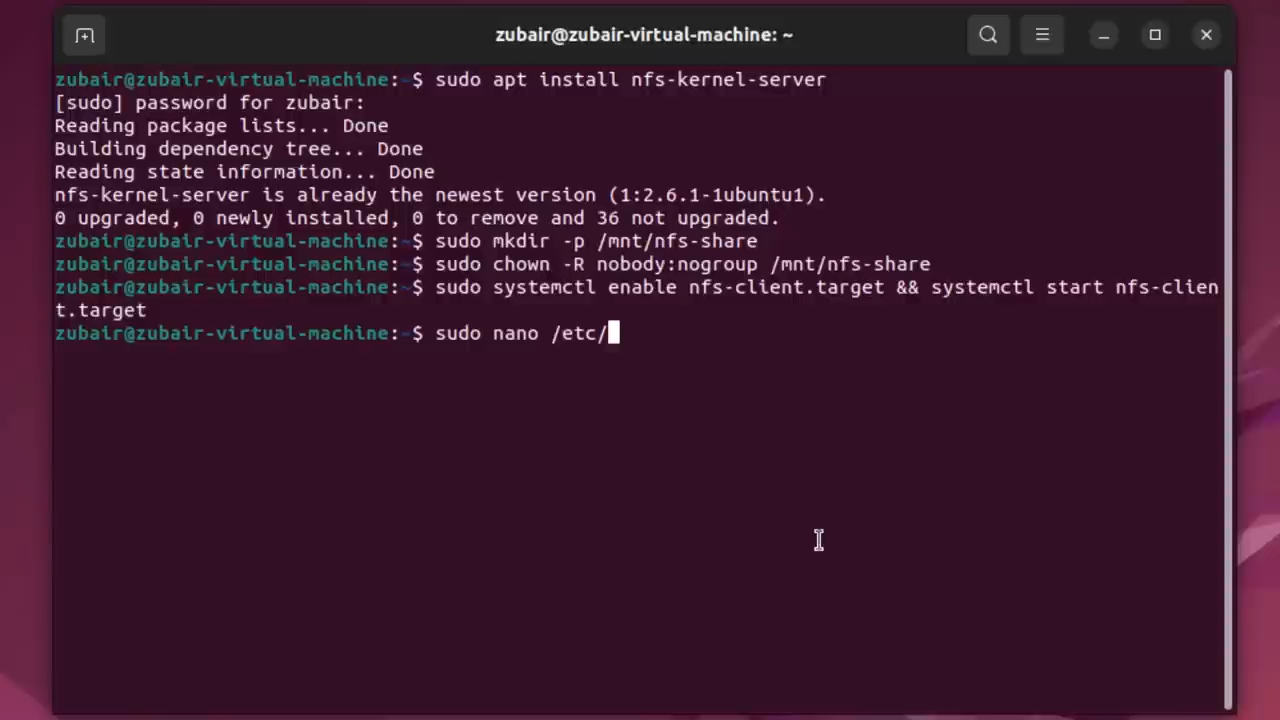 zubair@zubair-virtual-machine: ~
zubair@zubair-virtual-machine:~$ sudo apt install nfs-kernel-server
[sudo] password for zubair:
Reading package lists... Done
Building dependency tree... Done
Reading state information... Done
nfs-kernel-server is already the newest version (1:2.6.1-1ubuntu1).
0 upgraded, 0 newly installed, 0 to remove and 36 not upgraded.
zubair@zubair-virtual-machine:~$ sudo mkdir -p /mnt/nfs-share
zubair@zubair-virtual-machine:~$ sudo chown -R nobody:nogroup /mnt/nfs-share
zubair@zubair-virtual-machine:~$ sudo systemctl enable nfs-client.target && systemctl start nfs-clien
t.target
zubair@zubair-virtual-machine:~$ sudo nano /etc/